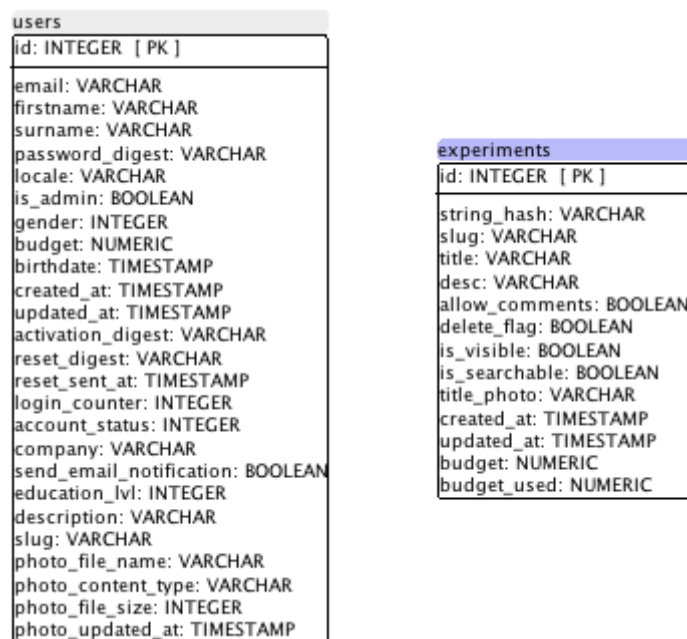 users
id: INTEGER [ PK ]
email: VARCHAR
firstname: VARCHAR
surname: VARCHAR
password_digest: VARCHAR
locale: VARCHAR
is_admin: BOOLEAN
gender: INTEGER
budget: NUMERIC
birthdate: TIMESTAMP
created_at: TIMESTAMP
updated_at: TIMESTAMP
activation_digest: VARCHAR
reset_digest: VARCHAR
reset_sent_at: TIMESTAMP
login_counter: INTEGER
account_status: INTEGER
company: VARCHAR
send_email_notification: BOOLEAN
education_lvl: INTEGER
description: VARCHAR
slug: VARCHAR
photo_file_name: VARCHAR
photo_content_type: VARCHAR
photo_file_size: INTEGER
photo_updated_at: TIMESTAMP
experiments
id: INTEGER [ PK ]
string_hash: VARCHAR
slug: VARCHAR
title: VARCHAR
desc: VARCHAR
allow_comments: BOOLEAN
delete_flag: BOOLEAN
is_visible: BOOLEAN
is_searchable: BOOLEAN
title_photo: VARCHAR
created_at: TIMESTAMP
updated_at: TIMESTAMP
budget: NUMERIC
budget_used: NUMERIC